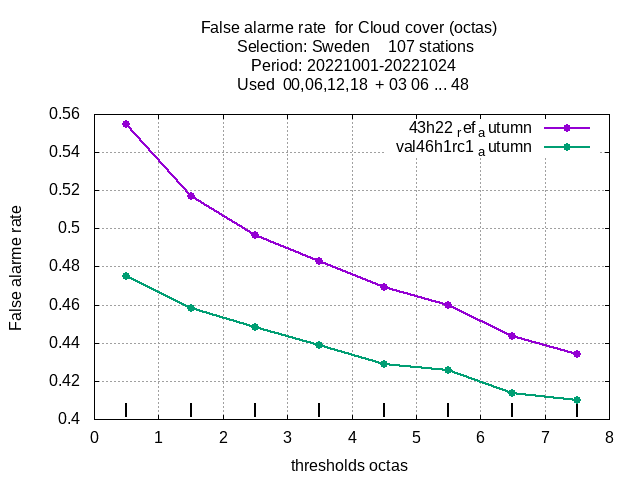 False alarme rate  for Cloud cover (octas)
Selection: Sweden    107 stations
Period: 20221001-20221024
Used  00,06,12,18  + 03 06 ... 48
0.56
0.54
0.52
0.5
0.48
0.46
0.44
0.42
0.4
False alarme rate
43h22 ref autumn
val46h1rc1 autumn
0 1 2 3 4 5 6 7 8
thresholds octas